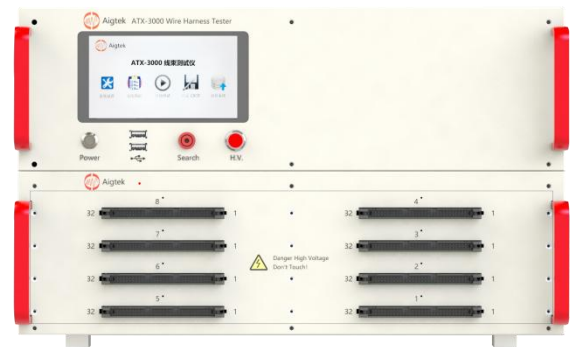 Aigtek ATX-3000 Wire Harness Tester
Aigtek
ATX-3000 线束测试仪
Power
Search
H.V.
Aigtek
8
32 1
7
32 1
6
32 1
5
32 1
Danger High Voltage
Don't Touch!
4
32 1
3
32 1
2
32 1
1
32 1